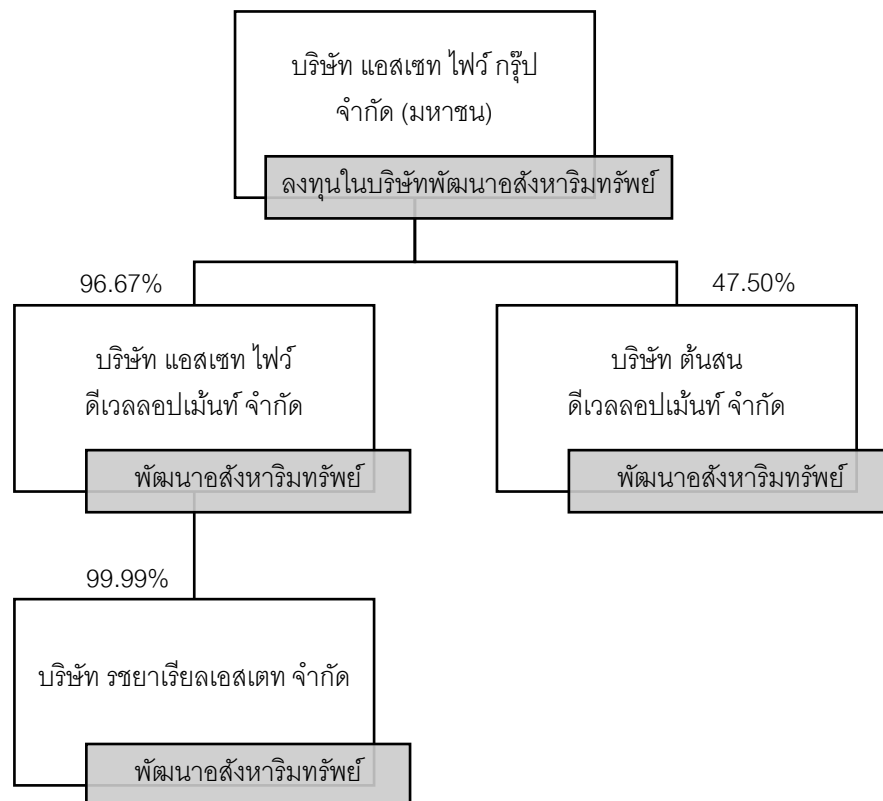 บริษัท แอสเซท ไฟว์ กรุ๊ป
จำกัด (มหาชน)
ลงทุนในบริษัทพัฒนาอสังหาริมทรัพย์
96.67%
47.50%
บริษัท แอสเซท ไฟว์
ดีเวลลอปเม้นท์ จำกัด
พัฒนาอสังหาริมทรัพย์
บริษัท ต้นสน
ดีเวลลอปเม้นท์ จำกัด
พัฒนาอสังหาริมทรัพย์
99.99%
บริษัท รชยาเรียลเอสเตท จำกัด
พัฒนาอสังหาริมทรัพย์